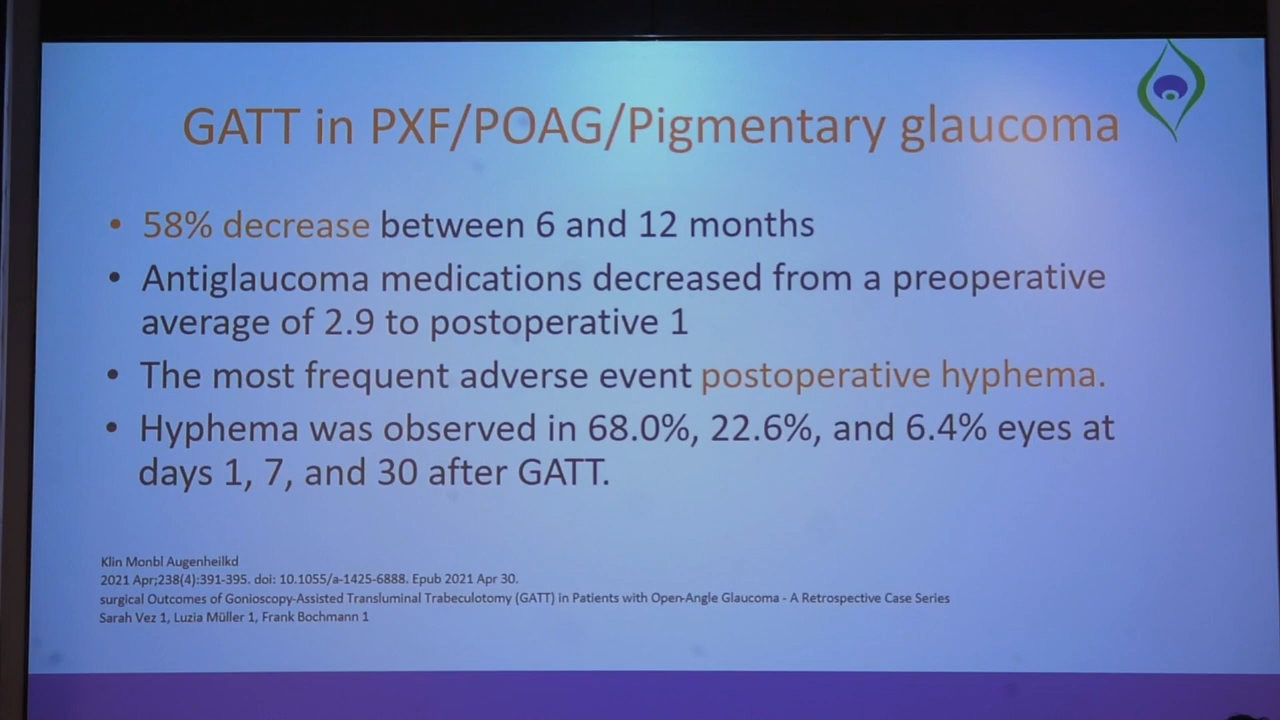 GATT in PXF/POAG/Pigmentary glaucoma
• 58% decrease between 6 and 12 months
• Antiglaucoma medications decreased from a preoperative
average of 2.9 to postoperative 1
• The most frequent adverse event postoperative hyphema.
• Hyphema was observed in 68.0%, 22.6%, and 6.4% eyes at
days 1, 7, and 30 after GATT.
Klin Monbl Augenheilkd
2021 Apr;238(4):391-395. doi: 10.1055/a-1425-6888. Epub 2021 Apr 30.
surgical Outcomes of Gonioscopy-Assisted Transluminal Trabeculotomy (GATT) in Patients with Open-Angle Glaucoma - A Retrospective Case Series
Sarah Vez 1, Luzia Müller 1, Frank Bochmann 1